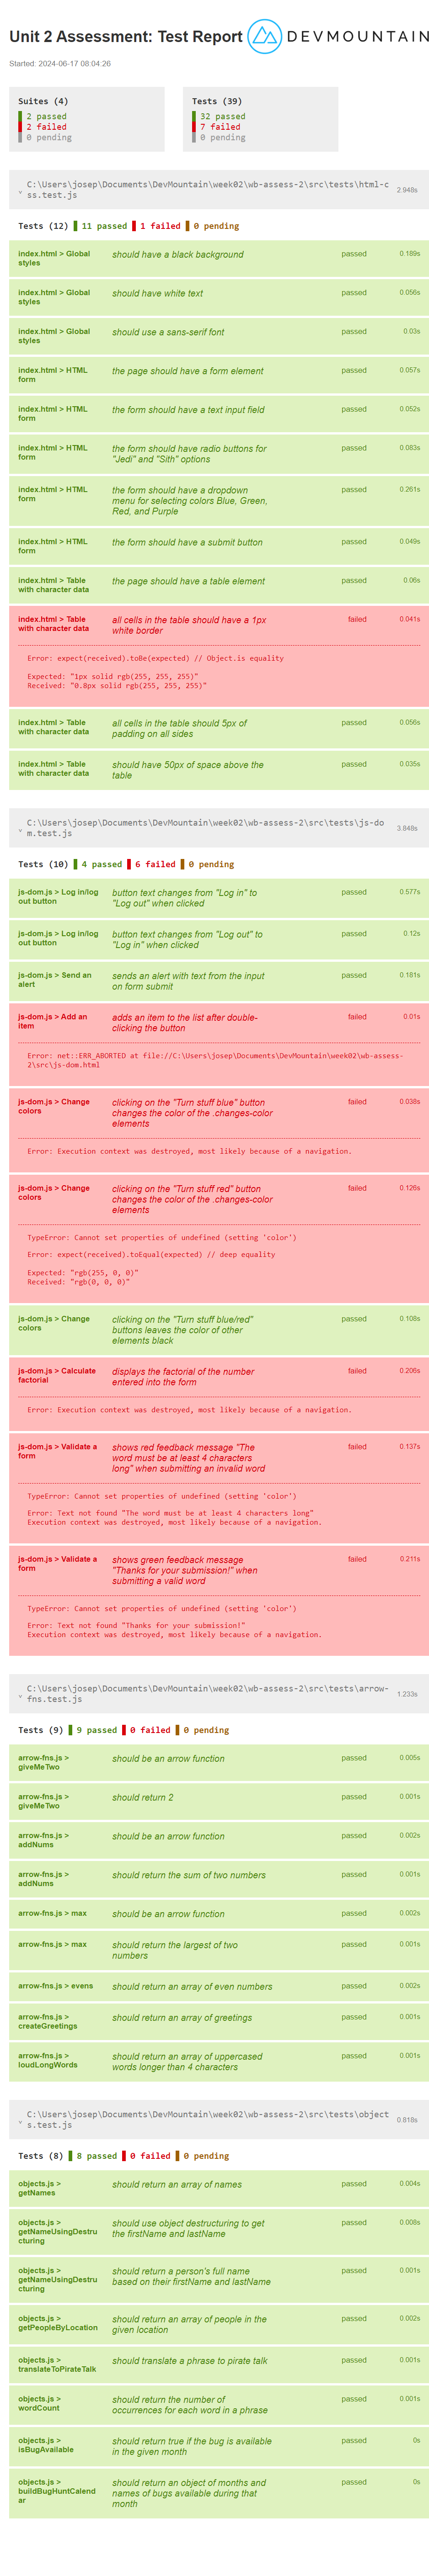 Unit 2 Assessment: Test Report
DEVMOUNTAIN
Started: 2024-06-17 08:04:26
Suites (4)
2 passed
2 failed
0 pending
Tests (39)
32 passed
7 failed
0 pending
C:\Users\josep\Documents\DevMountain\week02\wb-assess-2\src\tests\html-c
ss.test.js
2.948s
Tests (12) 11 passed 1 failed 0 pending
index.html > Global
styles
should have a black background
passed
0.189s
index.html > Global
styles
should have white text
passed
0.056s
index.html > Global
styles
should use a sans-serif font
passed
0.03s
index.html > HTML
form
the page should have a form element
passed
0.057s
index.html > HTML
form
the form should have a text input field
passed
0.052s
index.html > HTML
form
the form should have radio buttons for
"Jedi" and "Sith" options
passed
0.083s
index.html > HTML
form
the form should have a dropdown
menu for selecting colors Blue, Green,
Red, and Purple
passed
0.261s
index.html > HTML
form
the form should have a submit button
passed
0.049s
index.html > Table
with character data
the page should have a table element
passed
0.06s
index.html > Table
with character data
all cells in the table should have a 1px
white border
failed
0.041s
Error: expect(received).toBe(expected) // Object.is equality
Expected: "1px solid rgb(255, 255, 255)"
Received: "0.8px solid rgb(255, 255, 255)"
index.html > Table
with character data
all cells in the table should 5px of
padding on all sides
passed
0.056s
index.html > Table
with character data
should have 50px of space above the
table
passed
0.035s
C:\Users\josep\Documents\DevMountain\week02\wb-assess-2\src\tests\js-do
m.test.js
3.848s
Tests (10) 4 passed 6 failed 0 pending
js-dom.js > Log in/log
out button
button text changes from "Log in" to
"Log out" when clicked
passed
0.577s
js-dom.js > Log in/log
out button
button text changes from "Log out" to
"Log in" when clicked
passed
0.12s
js-dom.js > Send an
alert
sends an alert with text from the input
on form submit
passed
0.181s
js-dom.js > Add an
item
adds an item to the list after double-
clicking the button
failed
0.01s
Error: net::ERR_ABORTED at file://C:\Users\josep\Documents\DevMountain\week02\wb-assess-
2\src\js-dom.html
js-dom.js > Change
colors
clicking on the "Turn stuff blue" button
changes the color of the .changes-color
elements
failed
0.038s
Error: Execution context was destroyed, most likely because of a navigation.
js-dom.js > Change
colors
clicking on the "Turn stuff red" button
changes the color of the .changes-color
elements
failed
0.126s
TypeError: Cannot set properties of undefined (setting 'color')
Error: expect(received).toEqual(expected) // deep equality
Expected: "rgb(255, 0, 0)"
Received: "rgb(0, 0, 0)"
js-dom.js > Change
colors
clicking on the "Turn stuff blue/red"
buttons leaves the color of other
elements black
passed
0.108s
js-dom.js > Calculate
factorial
displays the factorial of the number
entered into the form
failed
0.206s
Error: Execution context was destroyed, most likely because of a navigation.
js-dom.js > Validate a
form
shows red feedback message "The
word must be at least 4 characters
long" when submitting an invalid word
failed
0.137s
TypeError: Cannot set properties of undefined (setting 'color')
Error: Text not found "The word must be at least 4 characters long"
Execution context was destroyed, most likely because of a navigation.
js-dom.js > Validate a
form
shows green feedback message
"Thanks for your submission!" when
submitting a valid word
failed
0.211s
TypeError: Cannot set properties of undefined (setting 'color')
Error: Text not found "Thanks for your submission!"
Execution context was destroyed, most likely because of a navigation.
C:\Users\josep\Documents\DevMountain\week02\wb-assess-2\src\tests\arrow-
fns.test.js
1.233s
Tests (9) 9 passed 0 failed 0 pending
arrow-fns.js >
giveMeTwo
should be an arrow function
passed
0.005s
arrow-fns.js >
giveMeTwo
should return 2
passed
0.001s
arrow-fns.js >
addNums
should be an arrow function
passed
0.002s
arrow-fns.js >
addNums
should return the sum of two numbers
passed
0.001s
arrow-fns.js > max
should be an arrow function
passed
0.002s
arrow-fns.js > max
should return the largest of two
numbers
passed
0.001s
arrow-fns.js > evens
should return an array of even numbers
passed
0.002s
arrow-fns.js >
createGreetings
should return an array of greetings
passed
0.001s
arrow-fns.js >
loudLongWords
should return an array of uppercased
words longer than 4 characters
passed
0.001s
C:\Users\josep\Documents\DevMountain\week02\wb-assess-2\src\tests\object
s.test.js
0.818s
Tests (8) 8 passed 0 failed 0 pending
objects.js >
getNames
should return an array of names
passed
0.004s
objects.js >
getNameUsingDestru
cturing
should use object destructuring to get
the firstName and lastName
passed
0.008s
objects.js >
getNameUsingDestru
cturing
should return a person's full name
based on their firstName and lastName
passed
0.001s
objects.js >
getPeopleByLocation
should return an array of people in the
given location
passed
0.002s
objects.js >
translateToPirateTalk
should translate a phrase to pirate talk
passed
0.001s
objects.js >
wordCount
should return the number of
occurrences for each word in a phrase
passed
0.001s
objects.js >
isBugAvailable
should return true if the bug is available
in the given month
passed
0s
objects.js >
buildBugHuntCalend
ar
should return an object of months and
names of bugs available during that
month
passed
0s